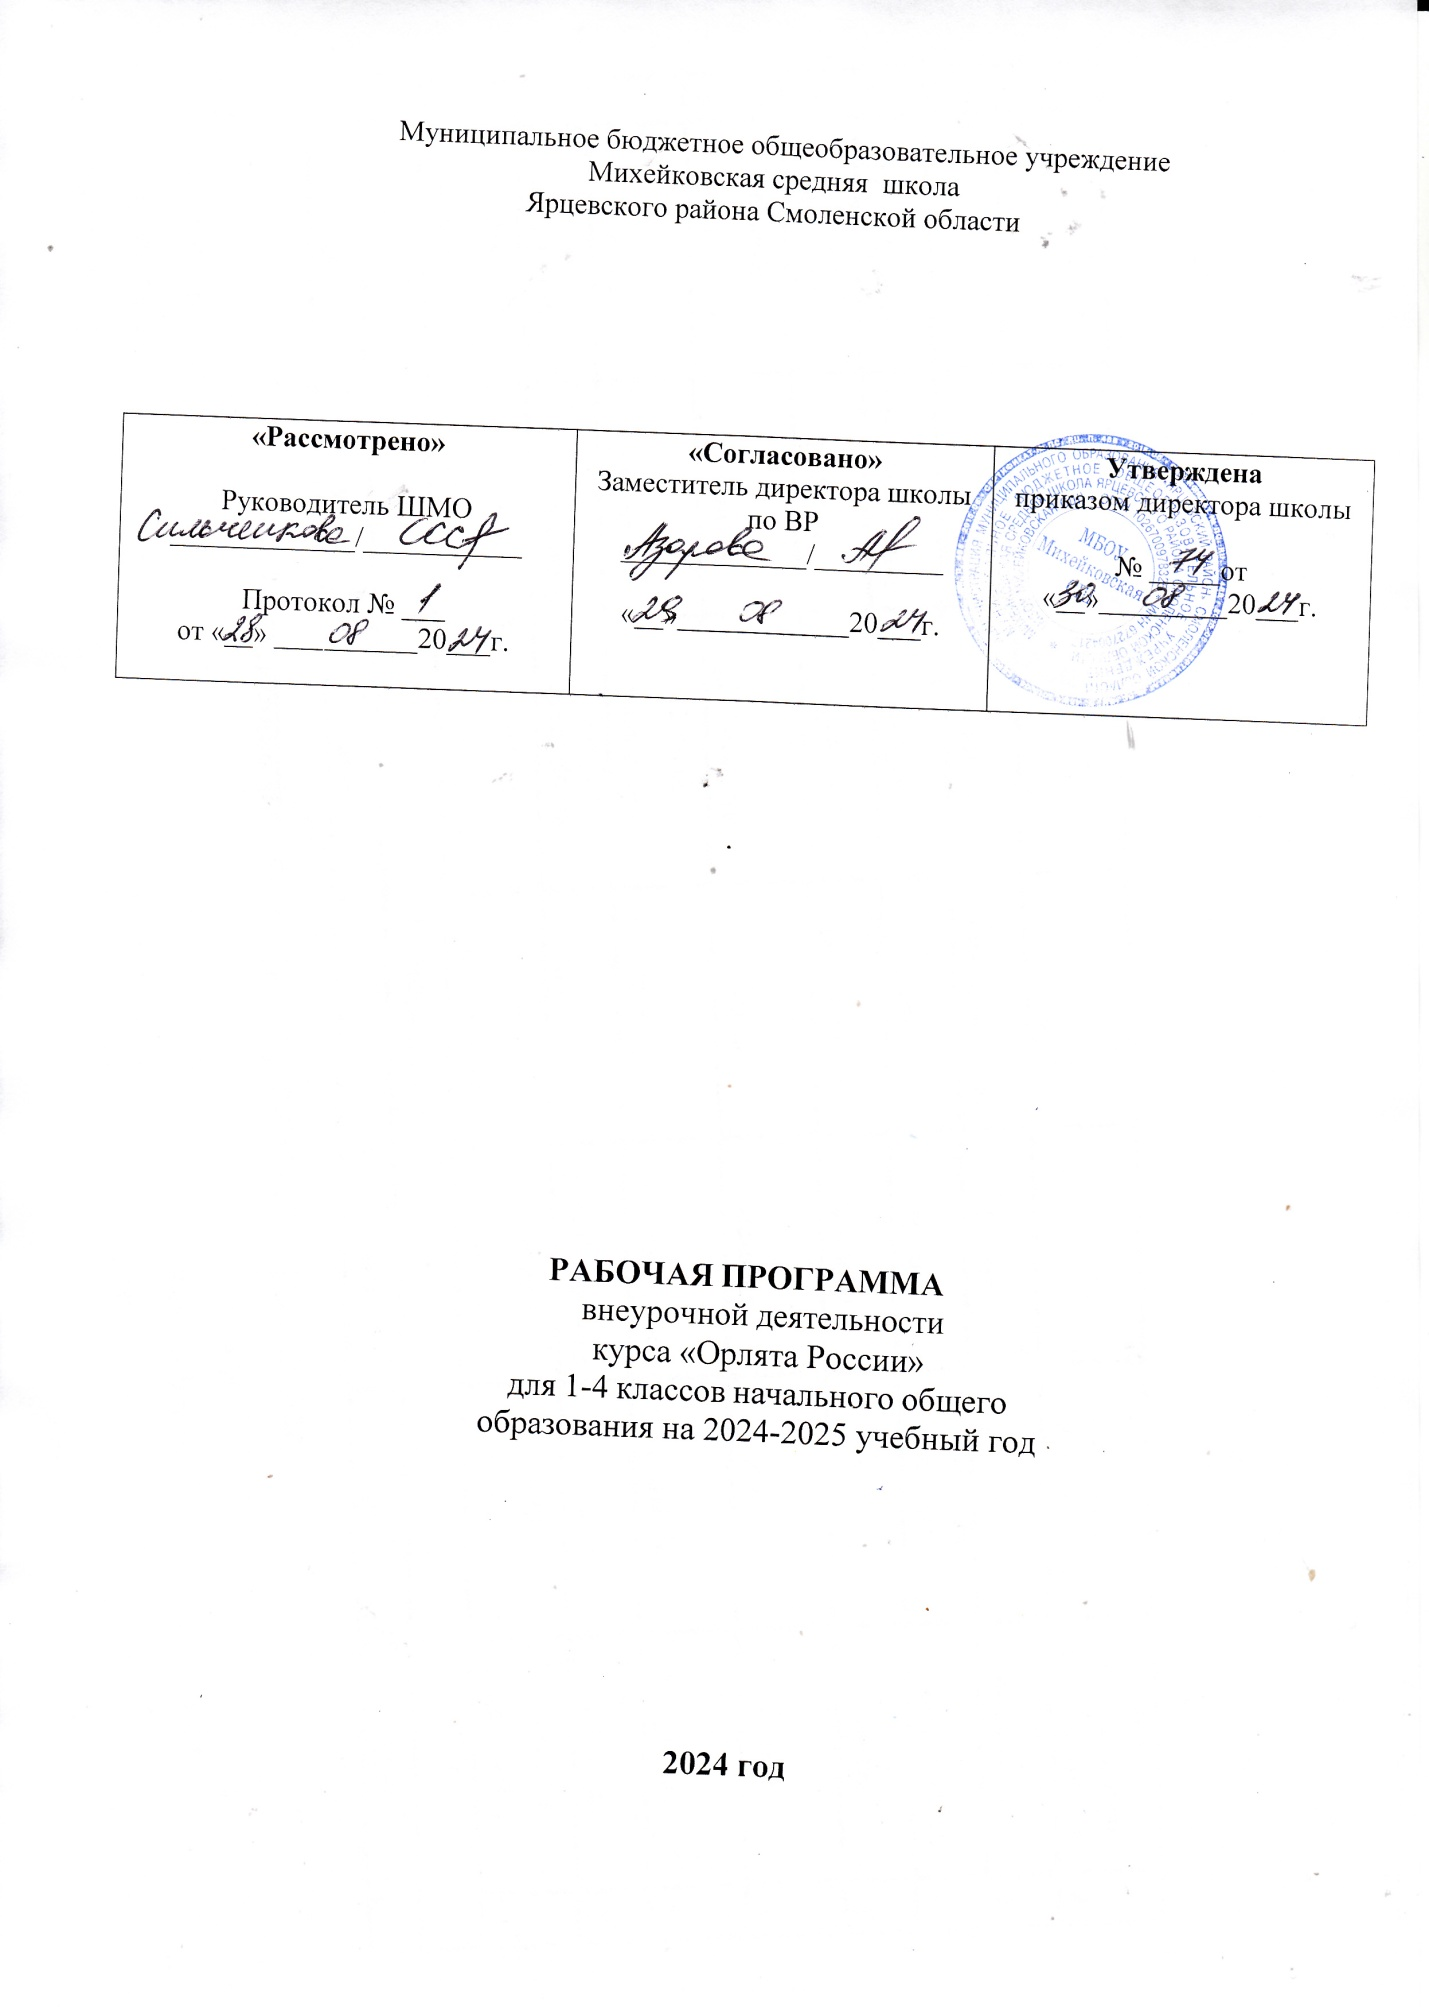 Муниципальное бюджетное общеобразовательное учреждение
Михейковская средняя школа
Ярцевского района Смоленской области
«Рассмотрено»
Руководитель ШМО
Сильченкова /
Протокол № 1
от «28» 08 2024г.
«Согласовано»
Заместитель директора школы
по ВР
Азарова /
«28» 08 2024г.
Утверждена
приказом директора школы
№ 74 от
«30» 08 2024г.
МБОУ
Михейковская
РАБОЧАЯ ПРОГРАММА
внеурочной деятельности
курса «Орлята России»
для 1-4 классов начального общего
образования на 2024-2025 учебный год
2024 год